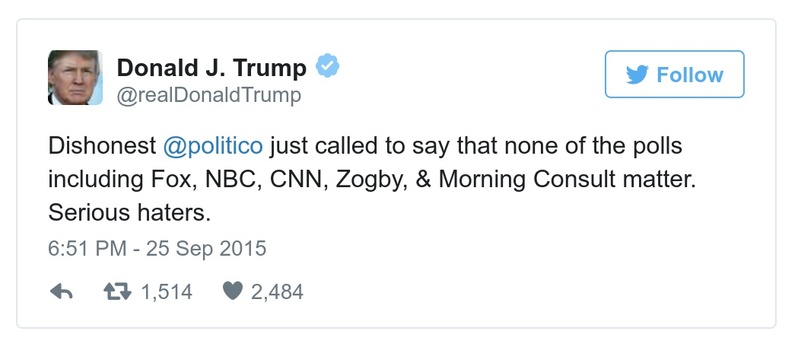 Donald J. Trump
@realDonaldTrump
Follow
Dishonest @politico just called to say that none of the polls
including Fox, NBC, CNN, Zogby, & Morning Consult matter.
Serious haters.
6:51 PM - 25 Sep 2015
1,514 2,484